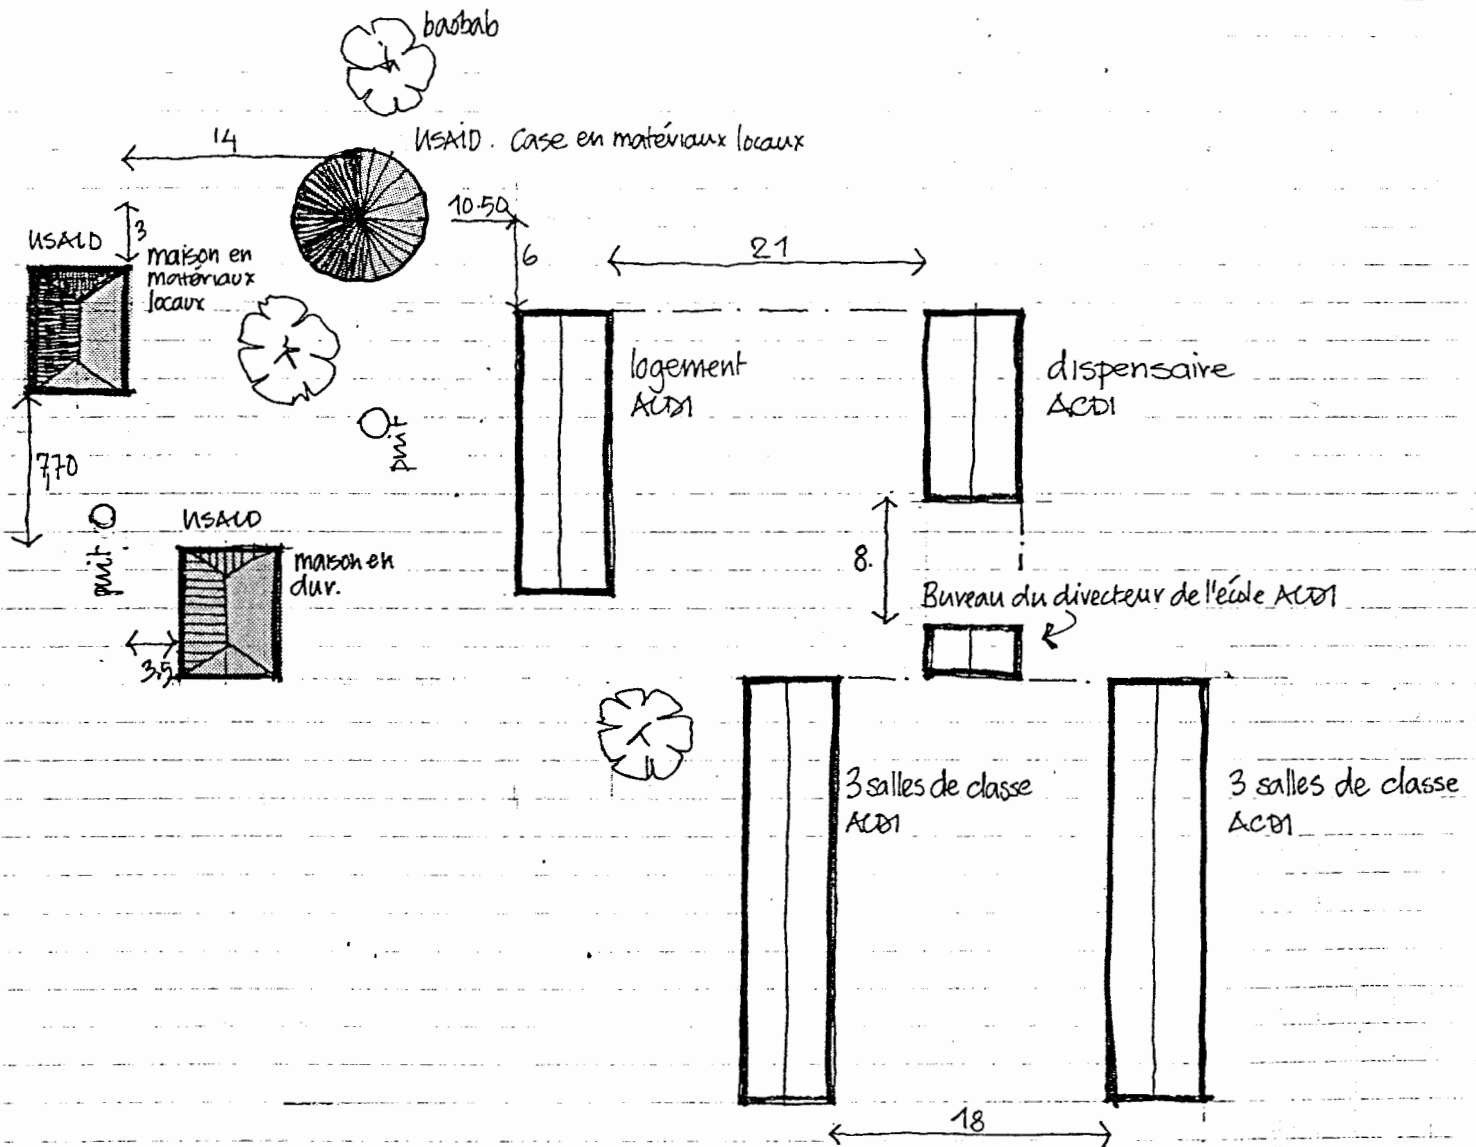 baobab
14
USAID. Case en matériaux locaux
10.50
USAID
3
maison en
matériaux
locaux
6
21
logement
ACDI
dispensaire
ACDI
puit
7,70
puit
USAID
maison en
dur.
8.
Bureau du directeur de l'école ACDI
3.5
3 salles de classe
ACDI
3 salles de classe
ACDI
18